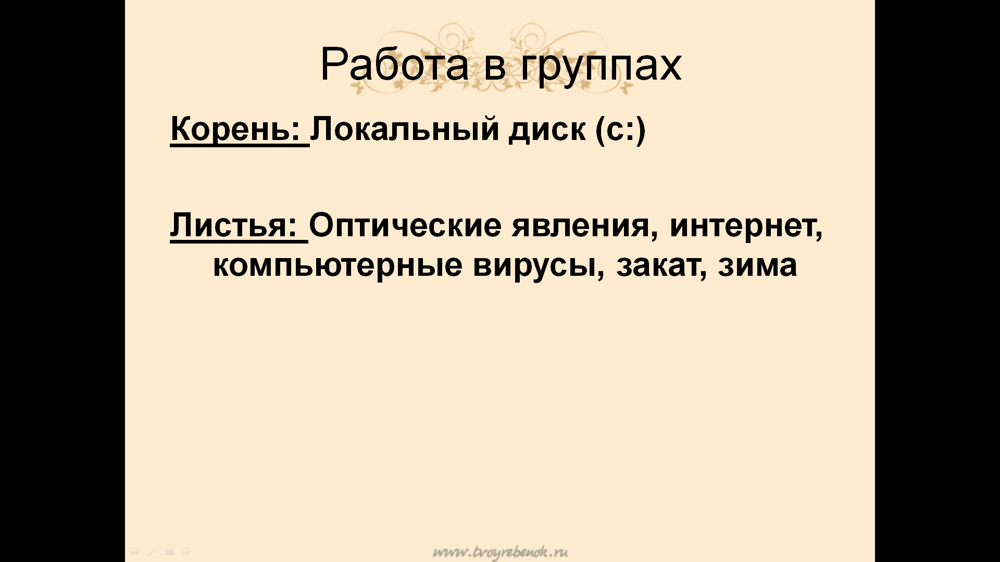 Работа в группах
Корень: Локальный диск (с:)
Листья: Оптические явления, интернет,
компьютерные вирусы, закат, зима
www.tvoyrebenok.ru